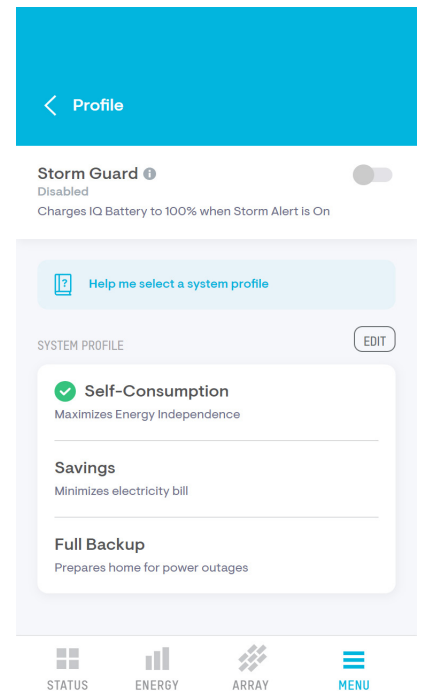 Profile
Storm Guard
Disabled
Charges IQ Battery to 100% when Storm Alert is On
Help me select a system profile
SYSTEM PROFILE
EDIT
Self-Consumption
Maximizes Energy Independence
Savings
Minimizes electricity bill
Full Backup
Prepares home for power outages
STATUS ENERGY ARRAY MENU